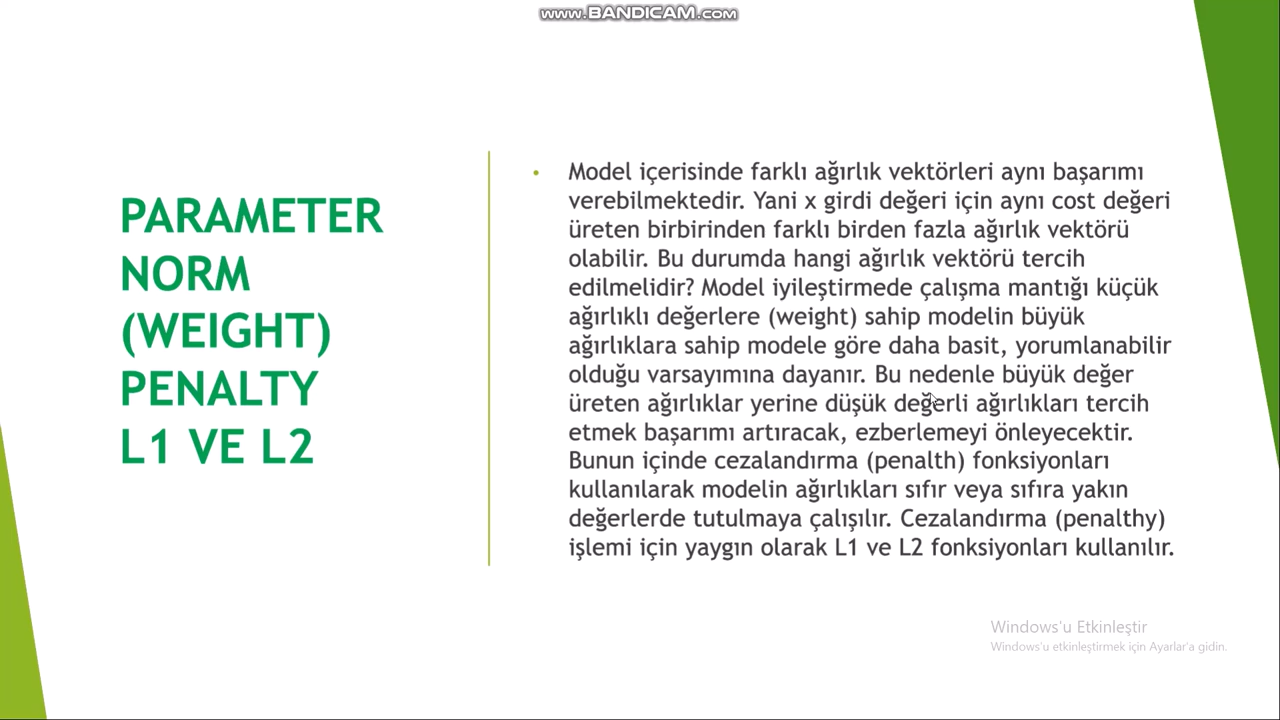 www.BANDICAM.com
PARAMETER
NORM
(WEIGHT)
PENALTY
L1 VE L2
• Model içerisinde farklı ağırlık vektörleri aynı başarımı
verebilmektedir. Yani x girdi değeri için aynı cost değeri
üreten birbirinden farklı birden fazla ağırlık vektörü
olabilir. Bu durumda hangi ağırlık vektörü tercih
edilmelidir? Model iyileştirmede çalışma mantığı küçük
ağırlıklı değerlere (weight) sahip modelin büyük
ağırlıklara sahip modele göre daha basit, yorumlanabilir
olduğu varsayımına dayanır. Bu nedenle büyük değer
üreten ağırlıklar yerine düşük değerli ağırlıkları tercih
etmek başarımı artıracak, ezberlemeyi önleyecektir.
Bunun içinde cezalandırma (penalth) fonksiyonları
kullanılarak modelin ağırlıkları sıfır veya sıfıra yakın
değerlerde tutulmaya çalışılır. Cezalandırma (penalthy)
işlemi için yaygın olarak L1 ve L2 fonksiyonları kullanılır.
Windows'u Etkinleştir
Windows'u etkinleştirmek için Ayarlar'a gidin.